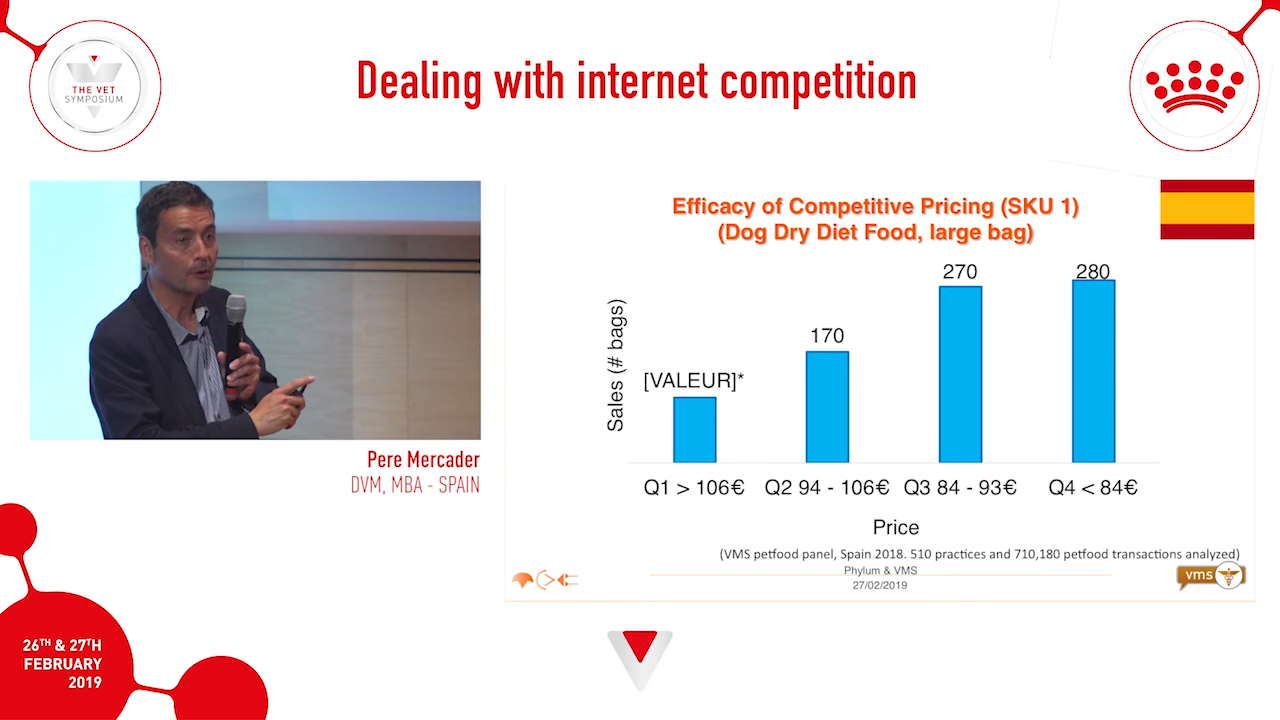 Dealing with internet competition
THE VET
SYMPOSIUM
Pere Mercader
DVM, MBA - SPAIN
Efficacy of Competitive Pricing (SKU 1)
(Dog Dry Diet Food, large bag)
Sales (# bags)
[VALEUR]*
170
270
280
Q1 > 106€
Q2 94 - 106€
Q3 84 - 93€
Q4 < 84€
Price
(VMS petfood panel, Spain 2018. 510 practices and 710,180 petfood transactions analyzed)
Phylum & VMS
27/02/2019
vms
26TH & 27TH
FEBRUARY
2019